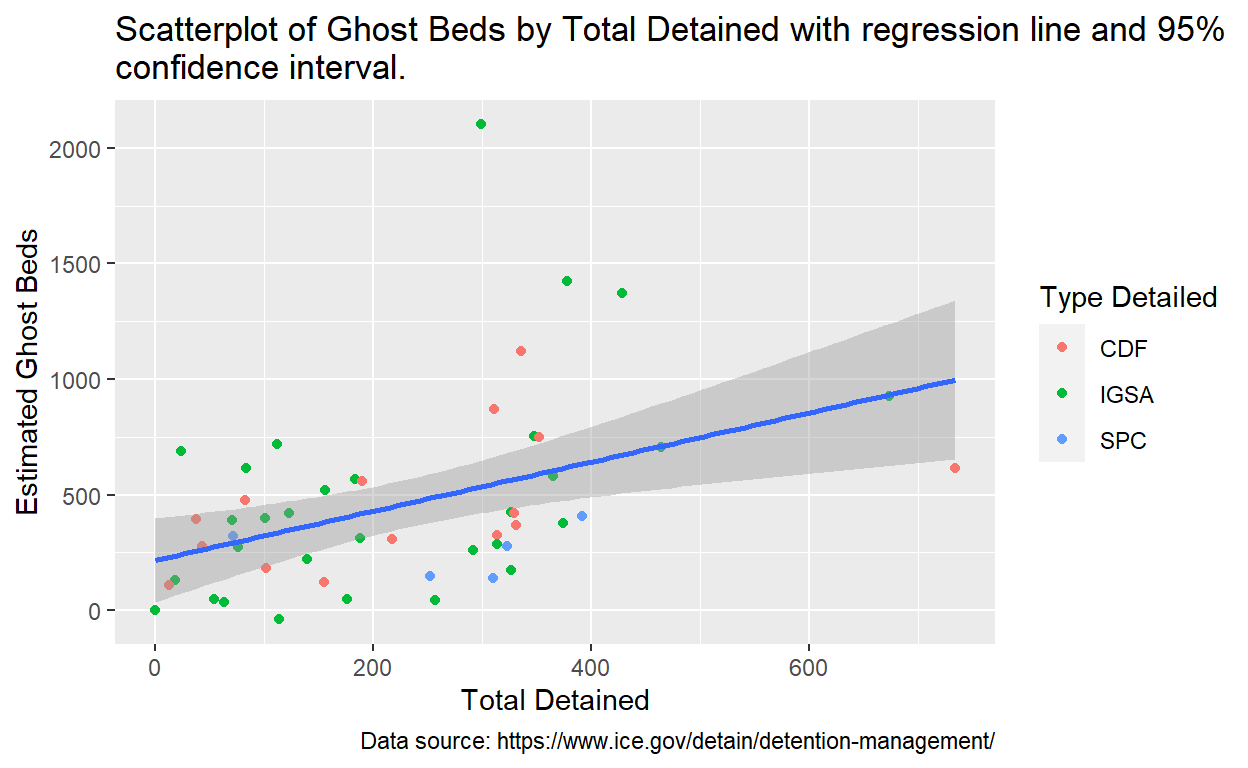 Scatterplot of Ghost Beds by Total Detained with regression line and 95%
confidence interval.
Estimated Ghost Beds
2000
1500
1000
500
0
0 200 400 600
Total Detained
Type Detailed
CDF
IGSA
SPC
Data source: https://www.ice.gov/detain/detention-management/